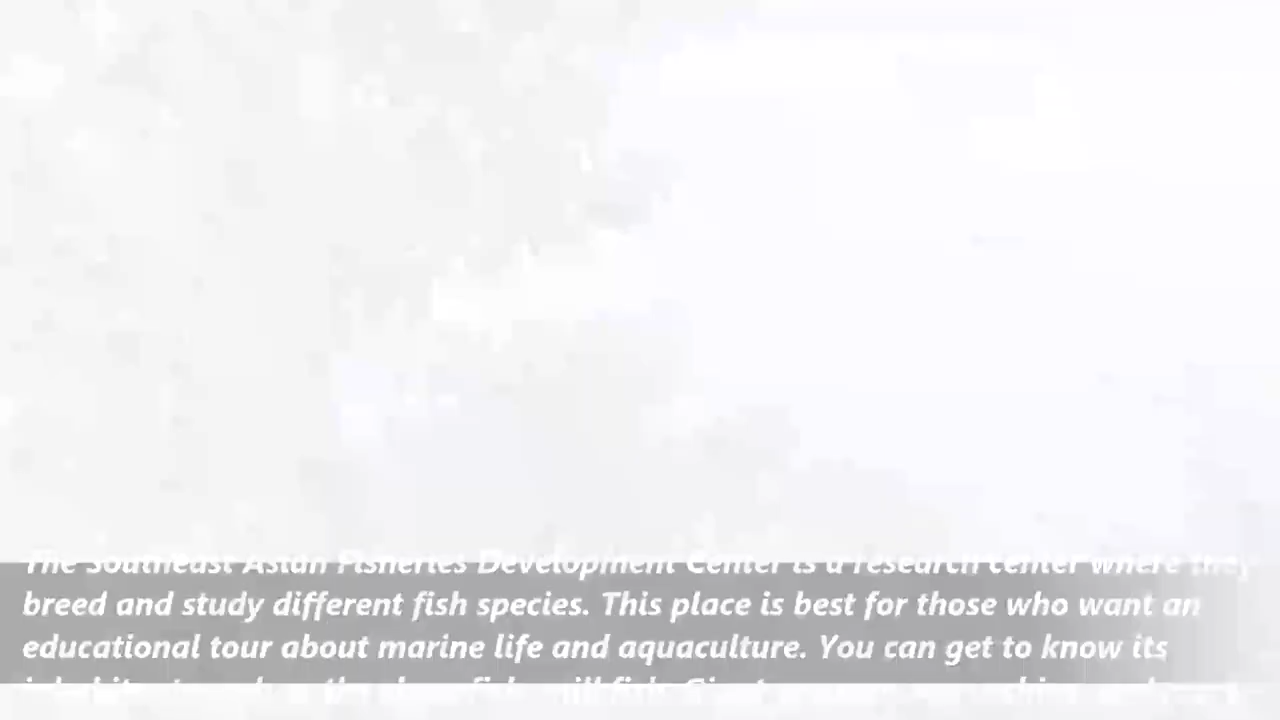 The Southeast Asian Fisheries Development Center is a research center where they
breed and study different fish species. This place is best for those who want an
educational tour about marine life and aquaculture. You can get to know its